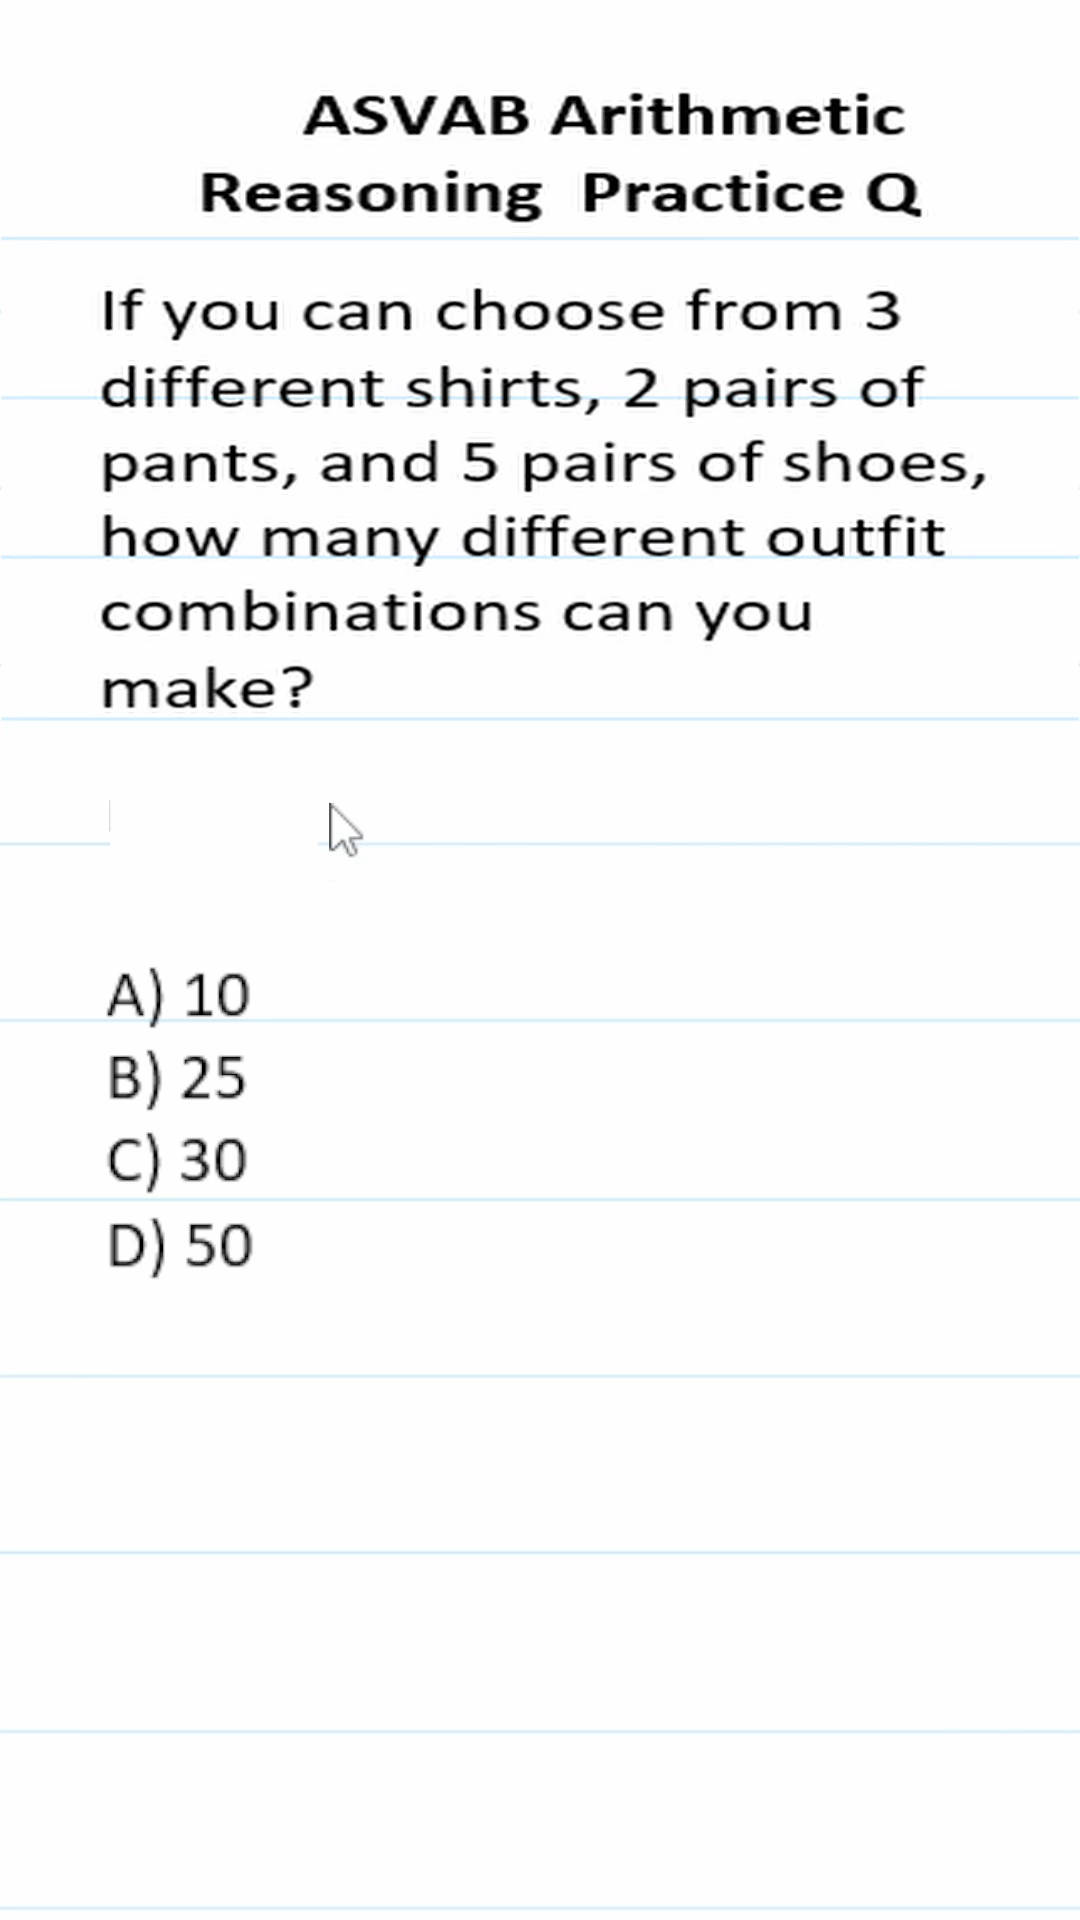 ASVAB Arithmetic
Reasoning Practice Q
If you can choose from 3
different shirts, 2 pairs of
pants, and 5 pairs of shoes,
how many different outfit
combinations can you
make?
A) 10
B) 25
C) 30
D) 50